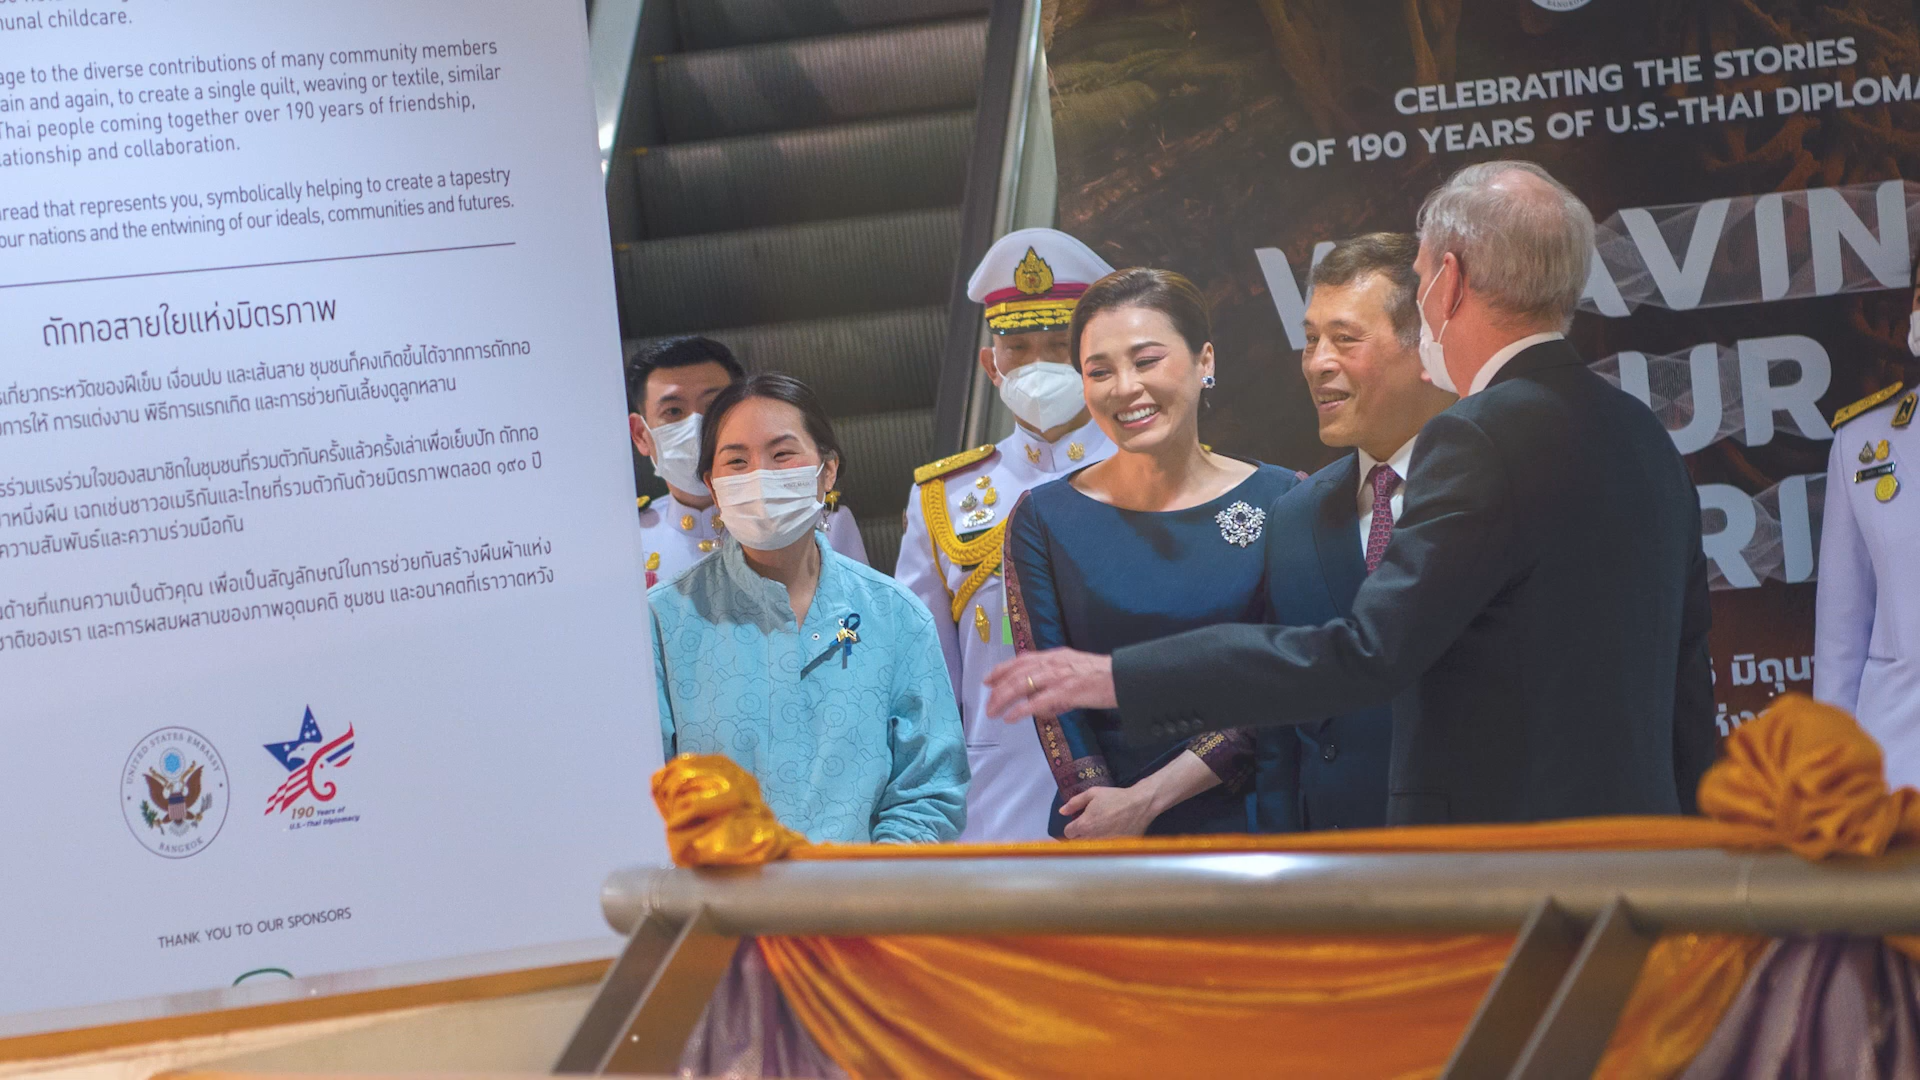 unal childcare.
age to the diverse contributions of many community members
ain and again, to create a single quilt, weaving or textile, similar
Thai people coming together over 190 years of friendship,
lationship and collaboration.
read that represents you, symbolically helping to create a tapestry
our nations and the entwining of our ideals, communities and futures.
ถักทอสายใยแห่งมิตรภาพ
เกี่ยวกระหวัดของฝีเข็ม เงื่อนปม และเส้นสาย ชุมชนก็คงเกิดขึ้นได้จากการถักทอ
การให้ การแต่งงาน พิธีการแรกเกิด และการช่วยกันเลี้ยงดูลูกหลาน
ร่วมแรงร่วมใจของสมาชิกในชุมชนที่รวมตัวกันครั้งแล้วครั้งเล่าเพื่อเย็บปัก ถักทอ
าหนึ่งผืน เฉกเช่นชาวอเมริกันและไทยที่รวมตัวกันด้วยมิตรภาพตลอด ๑๙๐ ปี
ความสัมพันธ์และความร่วมมือกัน
ด้ายที่แทนความเป็นตัวคุณ เพื่อเป็นสัญลักษณ์ในการช่วยกันสร้างผืนผ้าแห่ง
ชาติของเรา และการผสมผสานของภาพอุดมคติ ชุมชน และอนาคตที่เราวาดหวัง
UNITED STATES EMBASSY
BANGKOK
190 Years of
U.S.-Thai Diplomacy
THANK YOU TO OUR SPONSORS
BANGKOK
CELEBRATING THE STORIES
OF 190 YEARS OF U.S.-THAI DIPLOMA
W AVIN
UR
RI
มิถุน